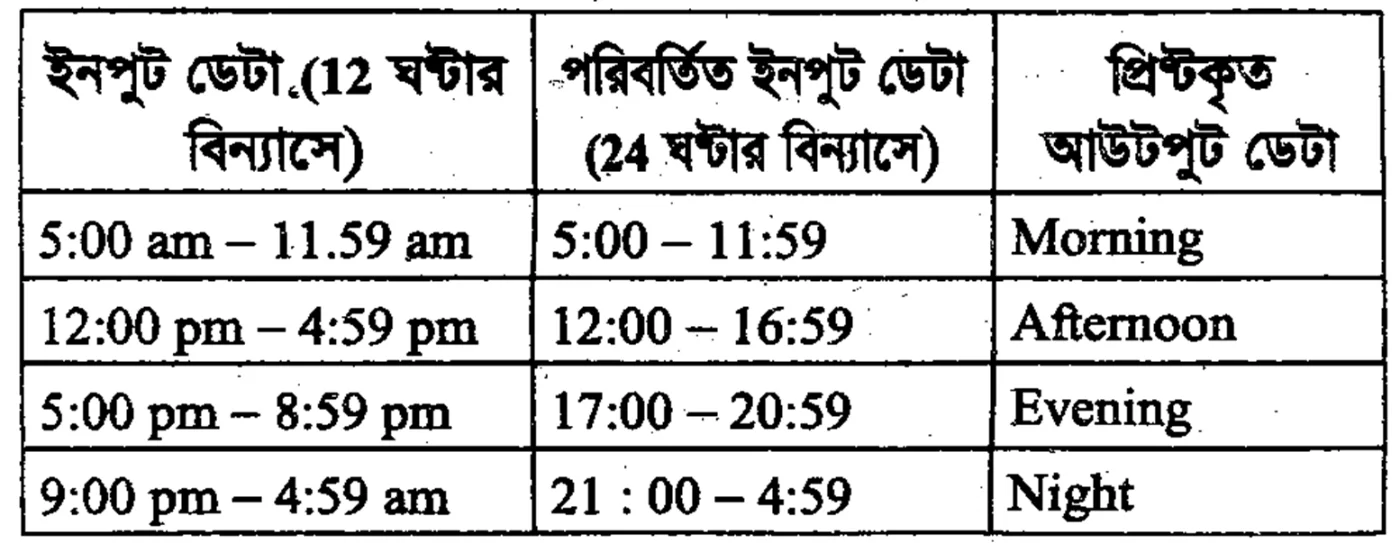 ইনপুট ডেটা (12 ঘণ্টার
বিন্যাসে)
পরিবর্তিত ইনপুট ডেটা
(24 ঘণ্টার বিন্যাসে)
প্রিণ্টকৃত
আউটপুট ডেটা
5:00 am – 11.59 am
5:00 – 11:59
Morning
12:00 pm – 4:59 pm
12:00 – 16:59
Afternoon
5:00 pm – 8:59 pm
17:00 – 20:59
Evening
9:00 pm – 4:59 am
21 : 00 – 4:59
Night